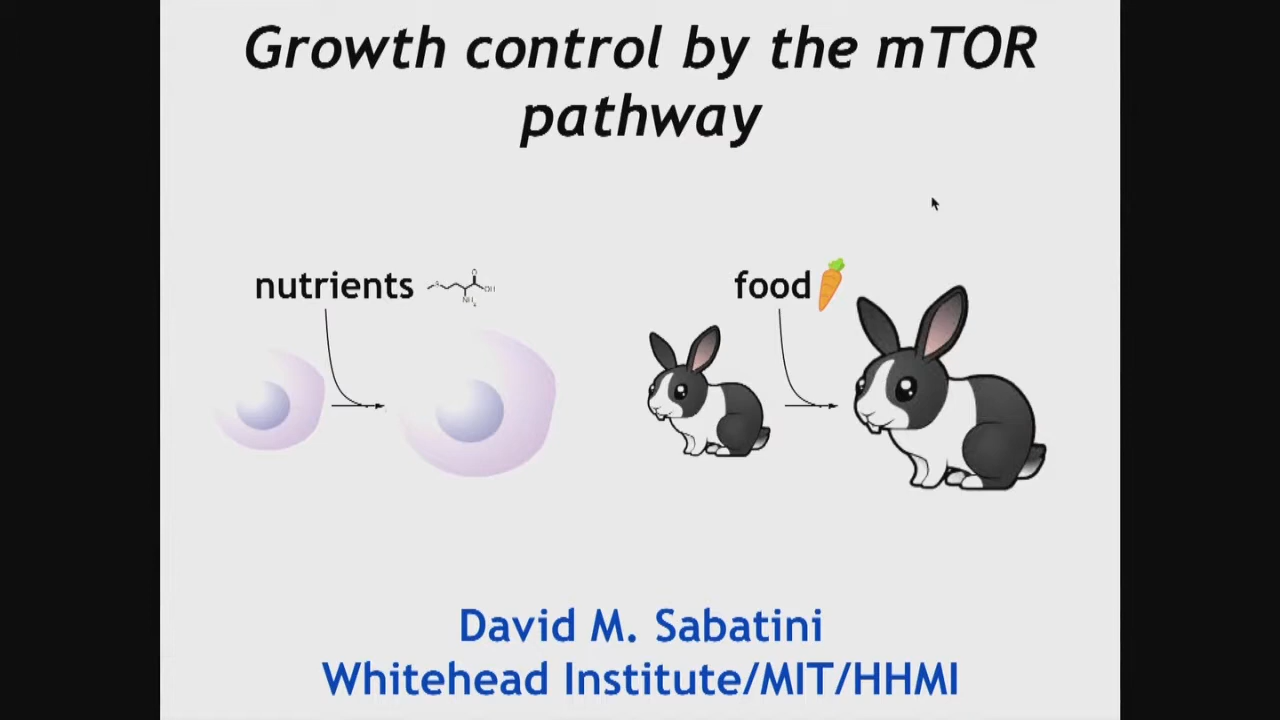 Growth control by the mTOR
pathway
nutrients
food
David M. Sabatini
Whitehead Institute/MIT/HHMI